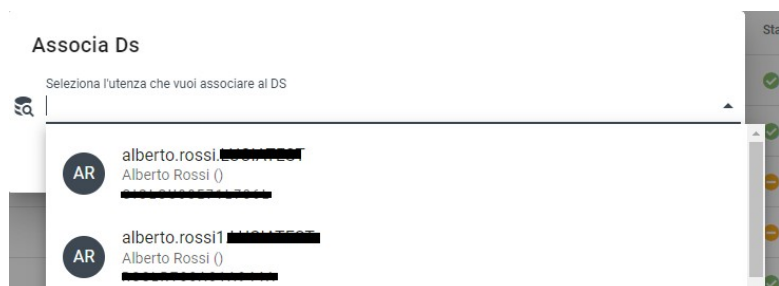 Sta
Associa Ds
Seleziona l'utenza che vuoi associare al DS
AR
alberto.rossi.
Alberto Rossi ()
AR
alberto.rossi1
Alberto Rossi ()